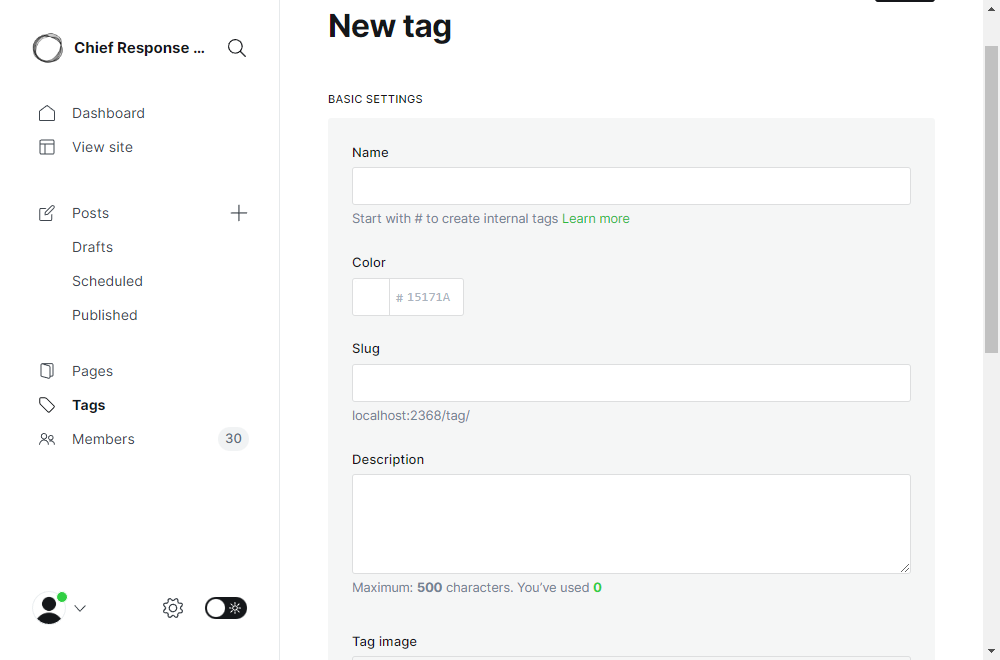 Chief Response ...
Dashboard
View site
Posts
Drafts
Scheduled
Published
Pages
Tags
Members 30
New tag
BASIC SETTINGS
Name
Start with # to create internal tags Learn more
Color
# 15171A
Slug
localhost:2368/tag/
Description
Maximum: 500 characters. You’ve used 0
Tag image